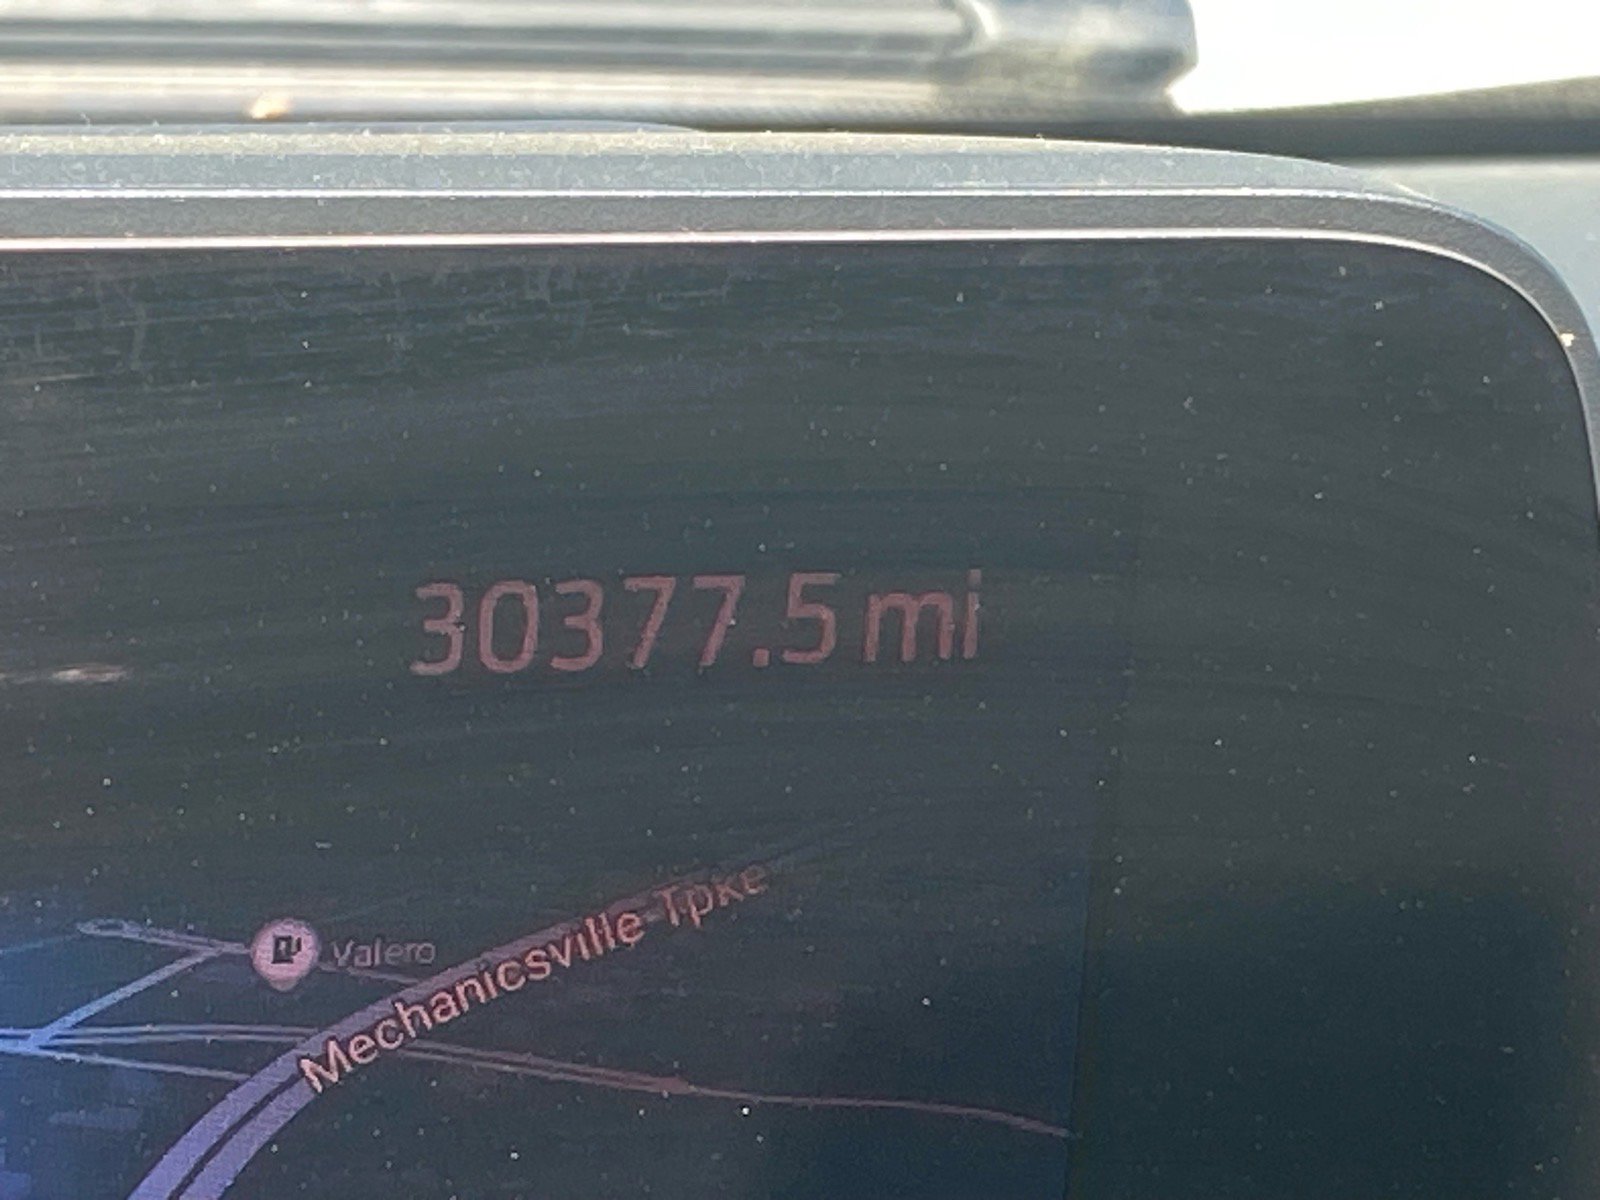 30377.5 mi
Mechanicsville Tpke
Valero